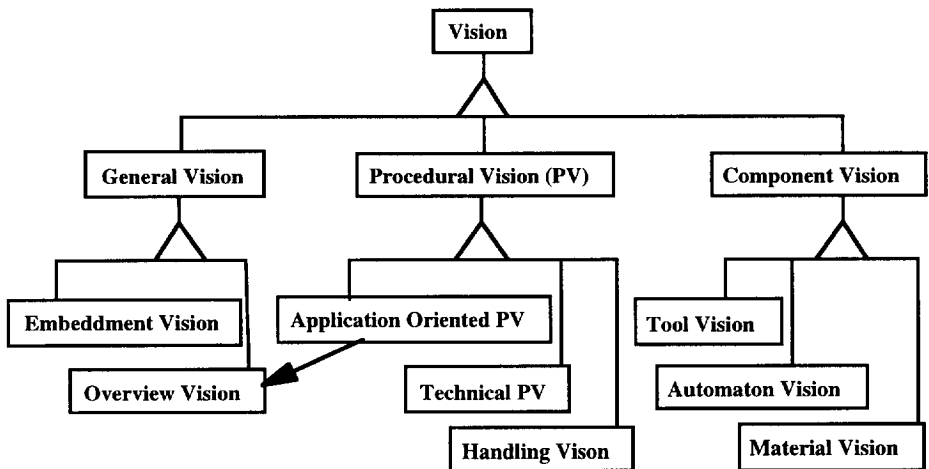 Vision
General Vision
Procedural Vision (PV)
Component Vision
Embeddment Vision
Application Oriented PV
Tool Vision
Overview Vision
Technical PV
Automaton Vision
Handling Vison
Material Vision